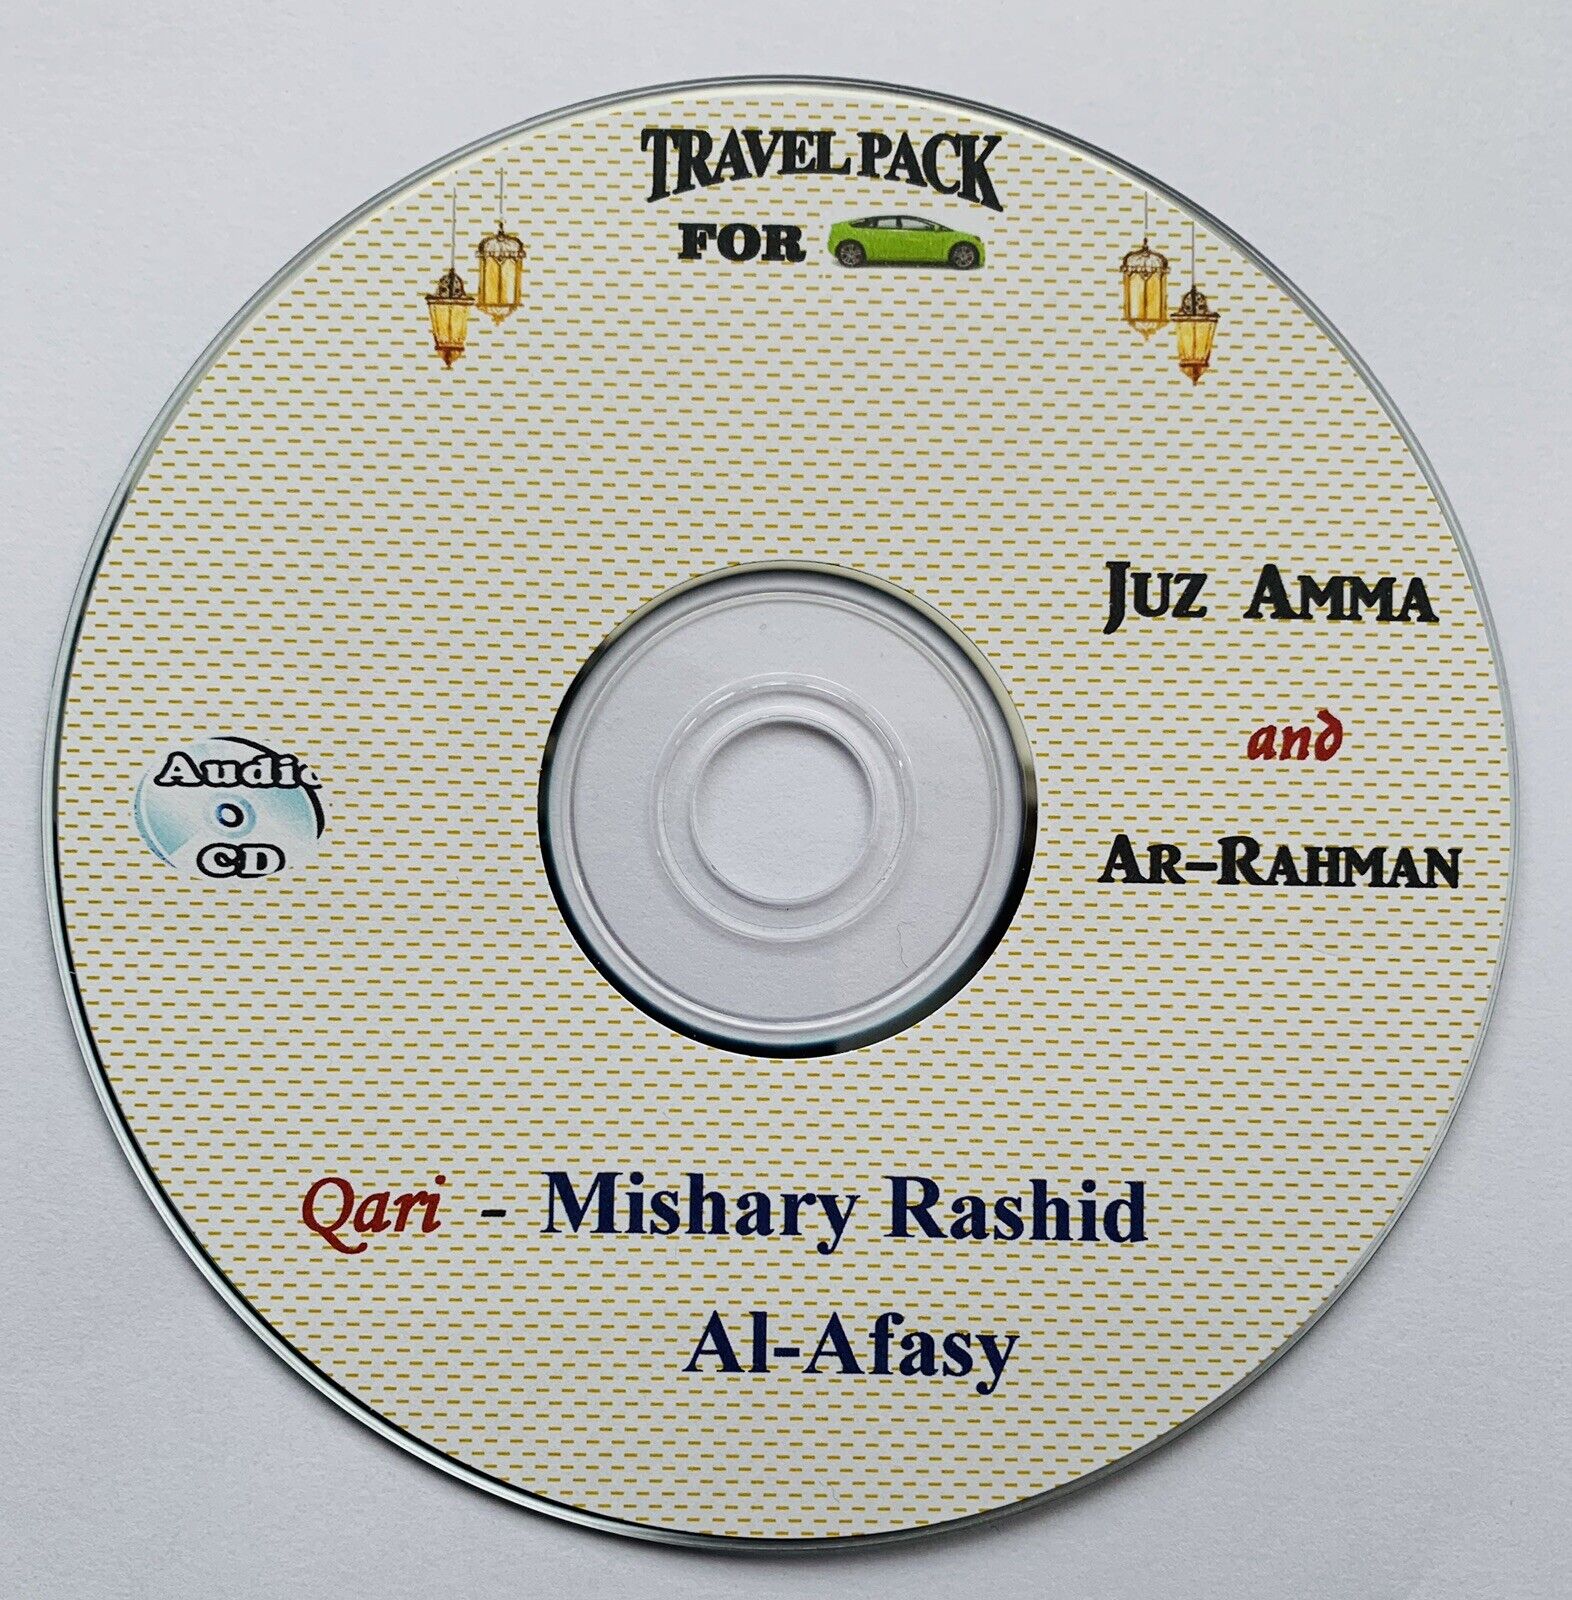 TRAVEL PACK
FOR
JUZ AMMA
and
AR-RAHMAN
Audio
CD
Qari - Mishary Rashid
Al-Afasy